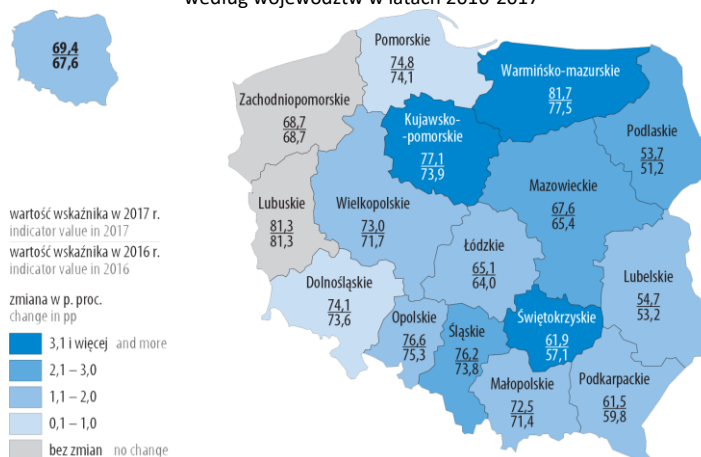 według województw w latach 2016-2017
69,4
67,6
Pomorskie
74,8
74,1
Warmińsko-mazurskie
81,7
77,5
Zachodniopomorskie
68,7
68,7
Kujawsko-
-pomorskie
77,1
73,9
Podlaskie
53,7
51,2
Mazowieckie
67,6
65,4
Lubuskie
81,3
81,3
Wielkopolskie
73,0
71,7
Łódzkie
65,1
64,0
Lubelskie
54,7
53,2
Dolnośląskie
74,1
73,6
Opolskie
76,6
75,3
Śląskie
76,2
73,8
Świętokrzyskie
61,9
57,1
Małopolskie
72,5
71,4
Podkarpackie
61,5
59,8
wartość wskaźnika w 2017 r.
indicator value in 2017
wartość wskaźnika w 2016 r.
indicator value in 2016
zmiana w p. proc.
change in pp
3,1 i więcej and more
2,1 – 3,0
1,1 – 2,0
0,1 – 1,0
bez zmian no change